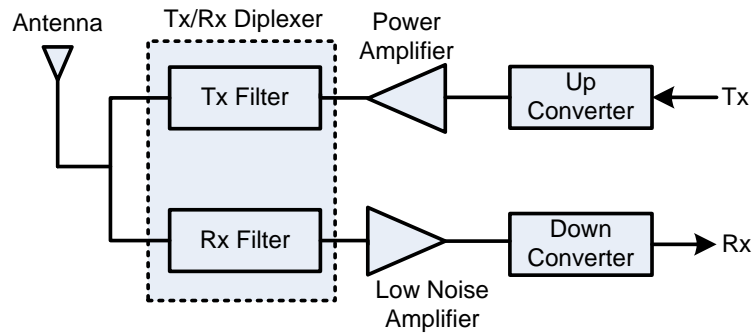 Antenna
Tx/Rx Diplexer
Power
Amplifier
Tx Filter
Up
Converter
Tx
Rx Filter
Low Noise
Amplifier
Down
Converter
Rx